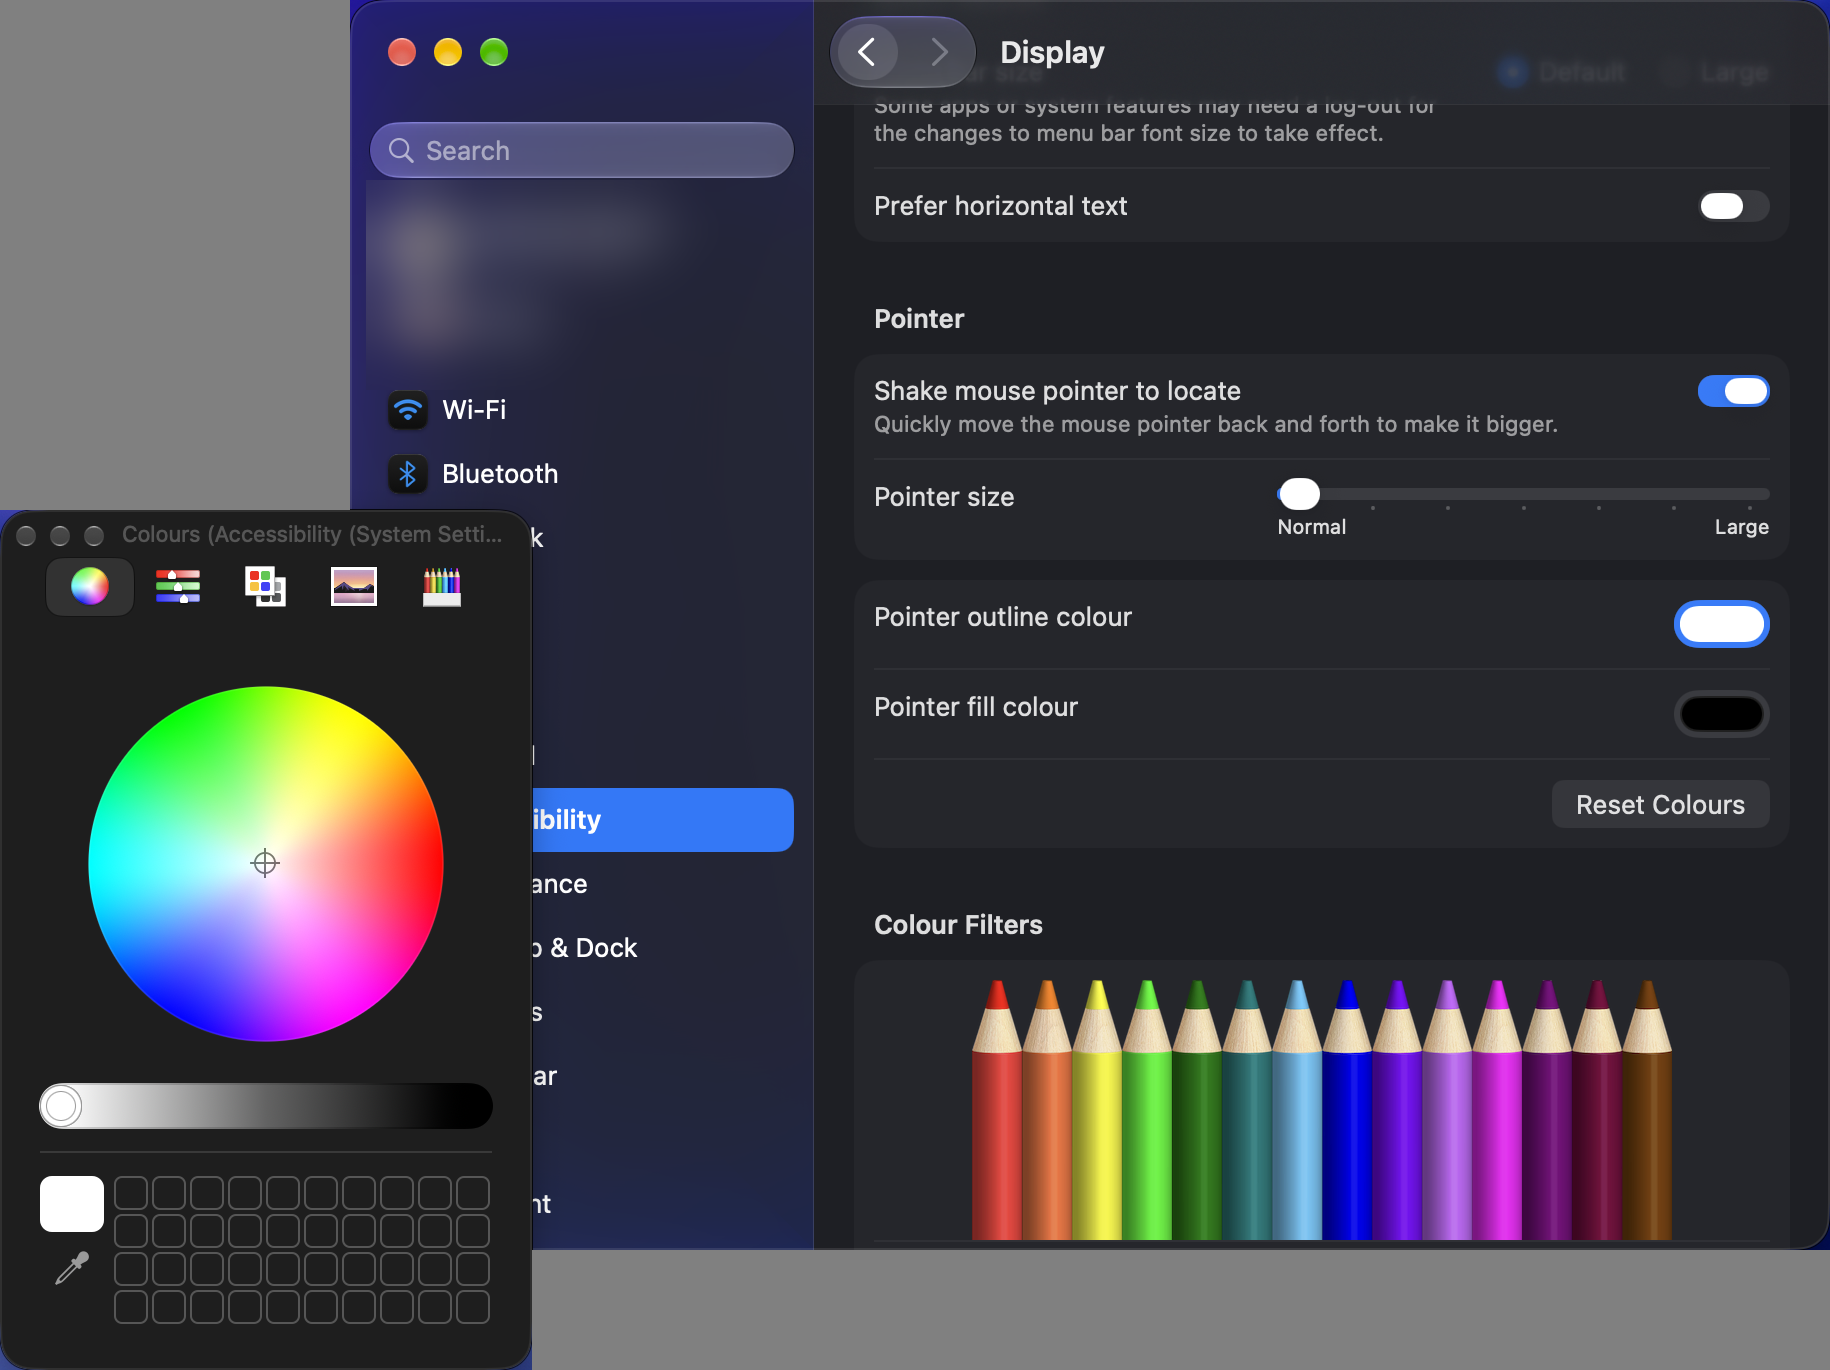 Display
Default
Large
Some apps or system features may need a log-out for
the changes to menu bar font size to take effect.
Prefer horizontal text
Pointer
Shake mouse pointer to locate
Quickly move the mouse pointer back and forth to make it bigger.
Pointer size
Normal
Large
Pointer outline colour
Pointer fill colour
Reset Colours
Colour Filters
Search
Wi-Fi
Bluetooth
k
ibility
ance
& Dock
s
ar
nt
Colours (Accessibility (System Setti...